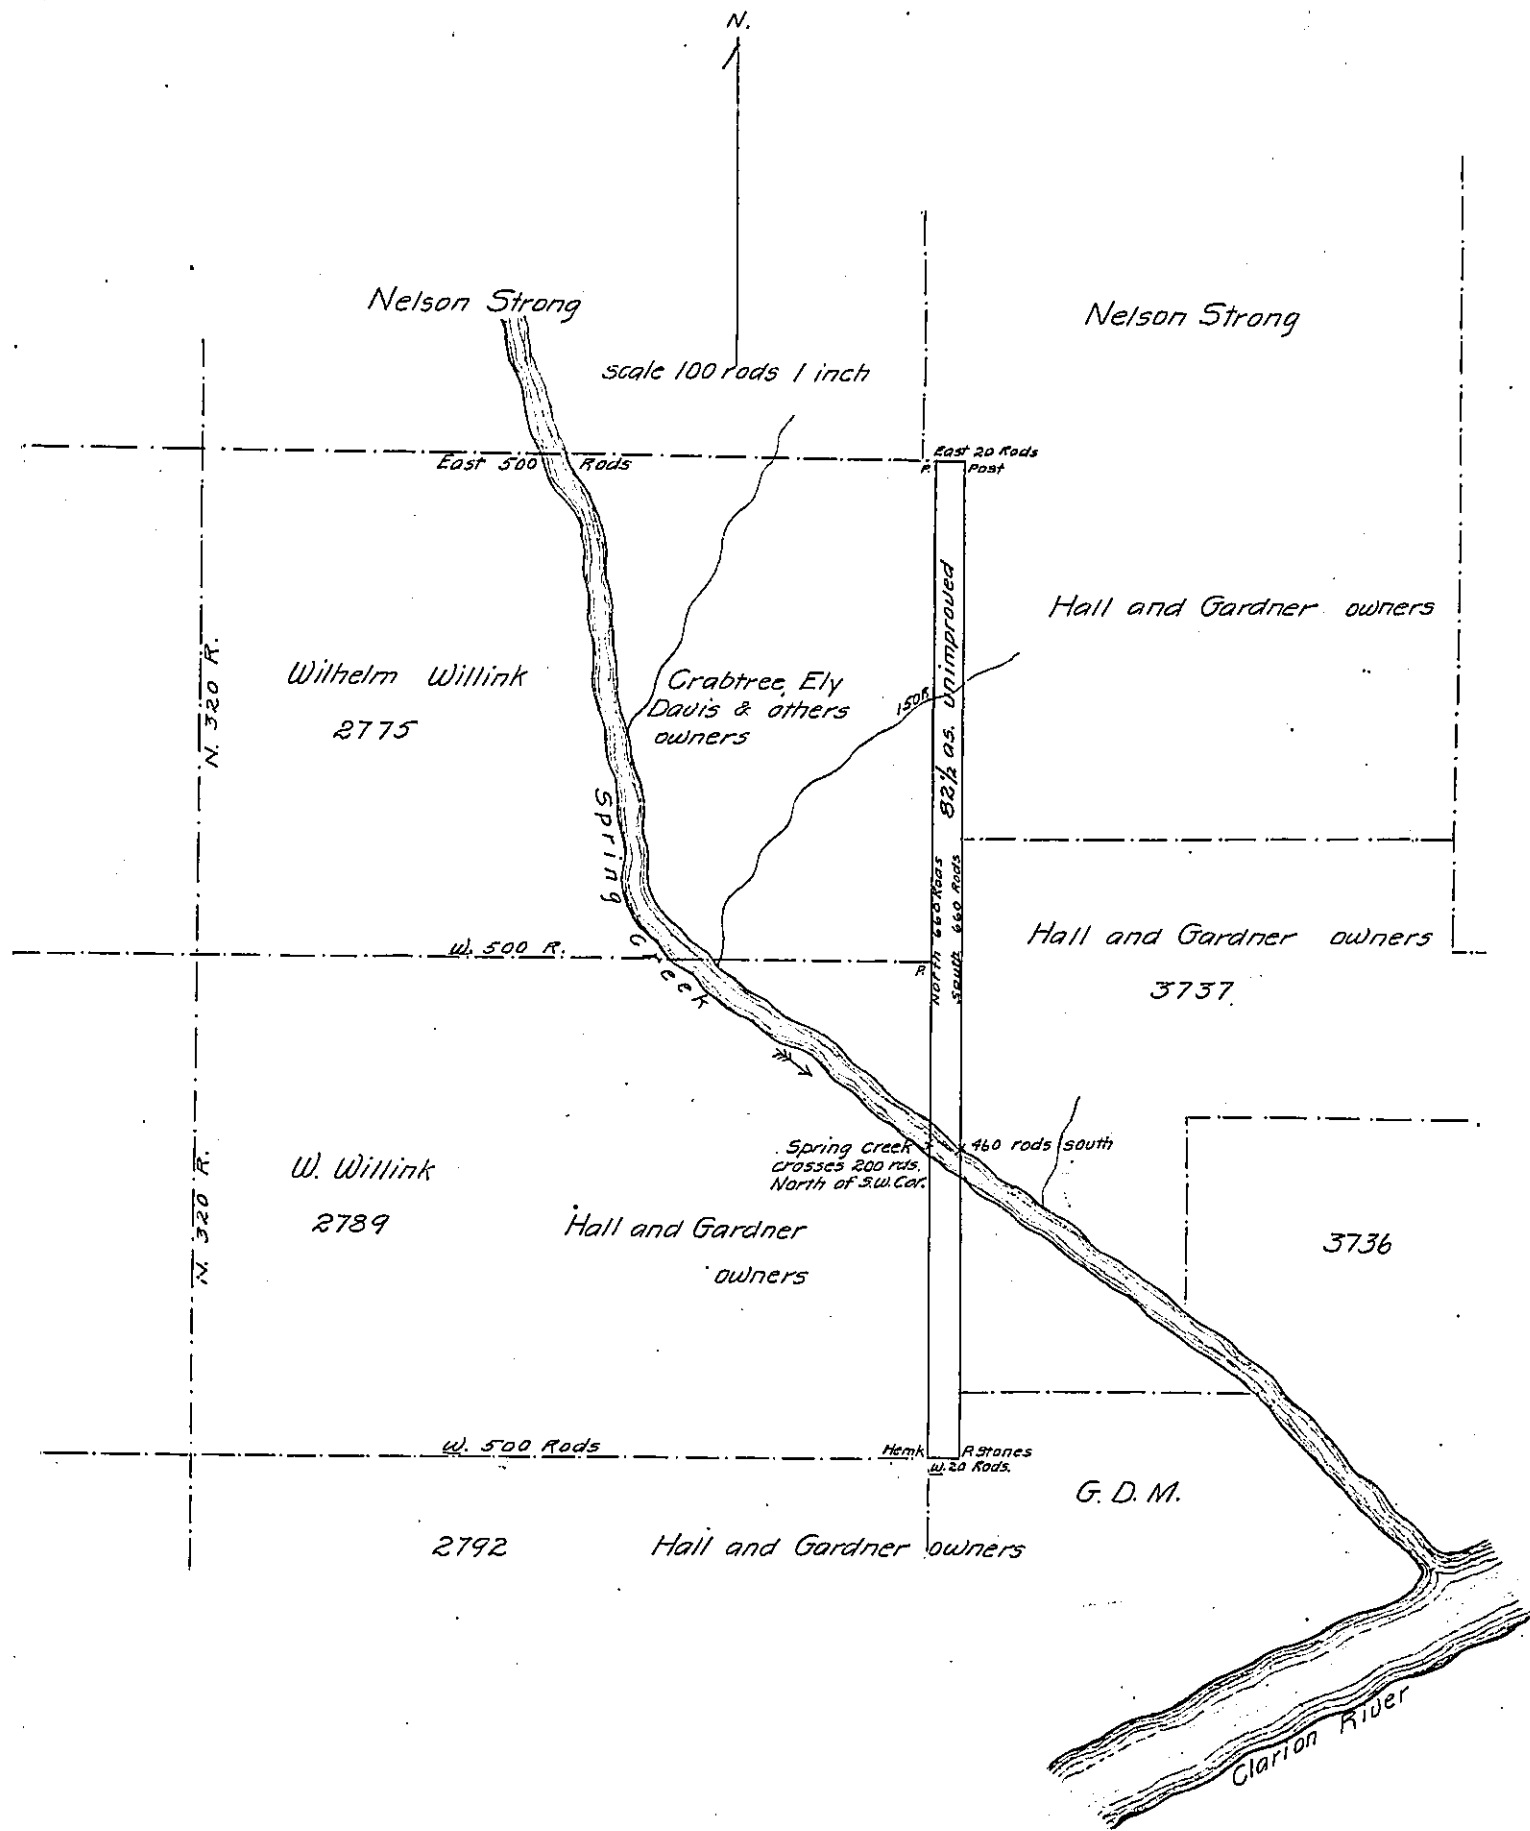 N.
Nelson Strong
Nelson Strong
scale 100 rods 1 inch
East 500 Rods
East 20 Rods
P.
Post
N. 320 R.
Wilhelm Willink
2775
Crabtree, Ely
Davis & others
owners
150R.
82½ as. unimproved
Hall and Gardner owners
Spring Creek
North 660 Rods
South 660 Rods
Hall and Gardner owners
3737
W. 500 R.
P.
Spring Creek
crosses 200 rds.
North of S.W. Cor.
460 rods south
N. 320 R.
W. Willink
2789
Hall and Gardner
owners
3736
W. 500 Rods
Hemk
P. Stones
W. 20 Rods.
G. D. M.
2792
Hall and Gardner owners
Clarion River